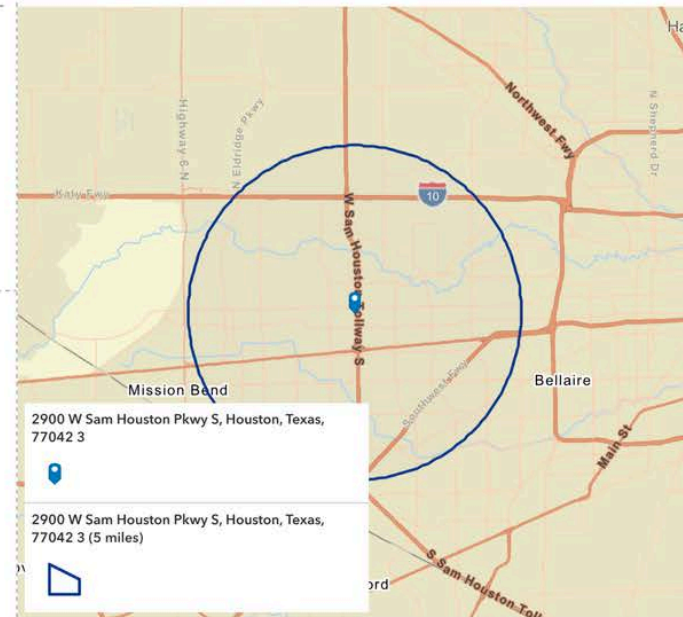 Ha
Northwest Fwy
N Shepherd Dr
Highway 6 N
N Eldridge Pkwy
Katy Fwy
10
W Sam Houston Tollway S
Mission Bend
Southwest Fwy
Bellaire
Main St
2900 W Sam Houston Pkwy S, Houston, Texas,
77042 3
2900 W Sam Houston Pkwy S, Houston, Texas,
77042 3 (5 miles)
ord
S Sam Houston Toll